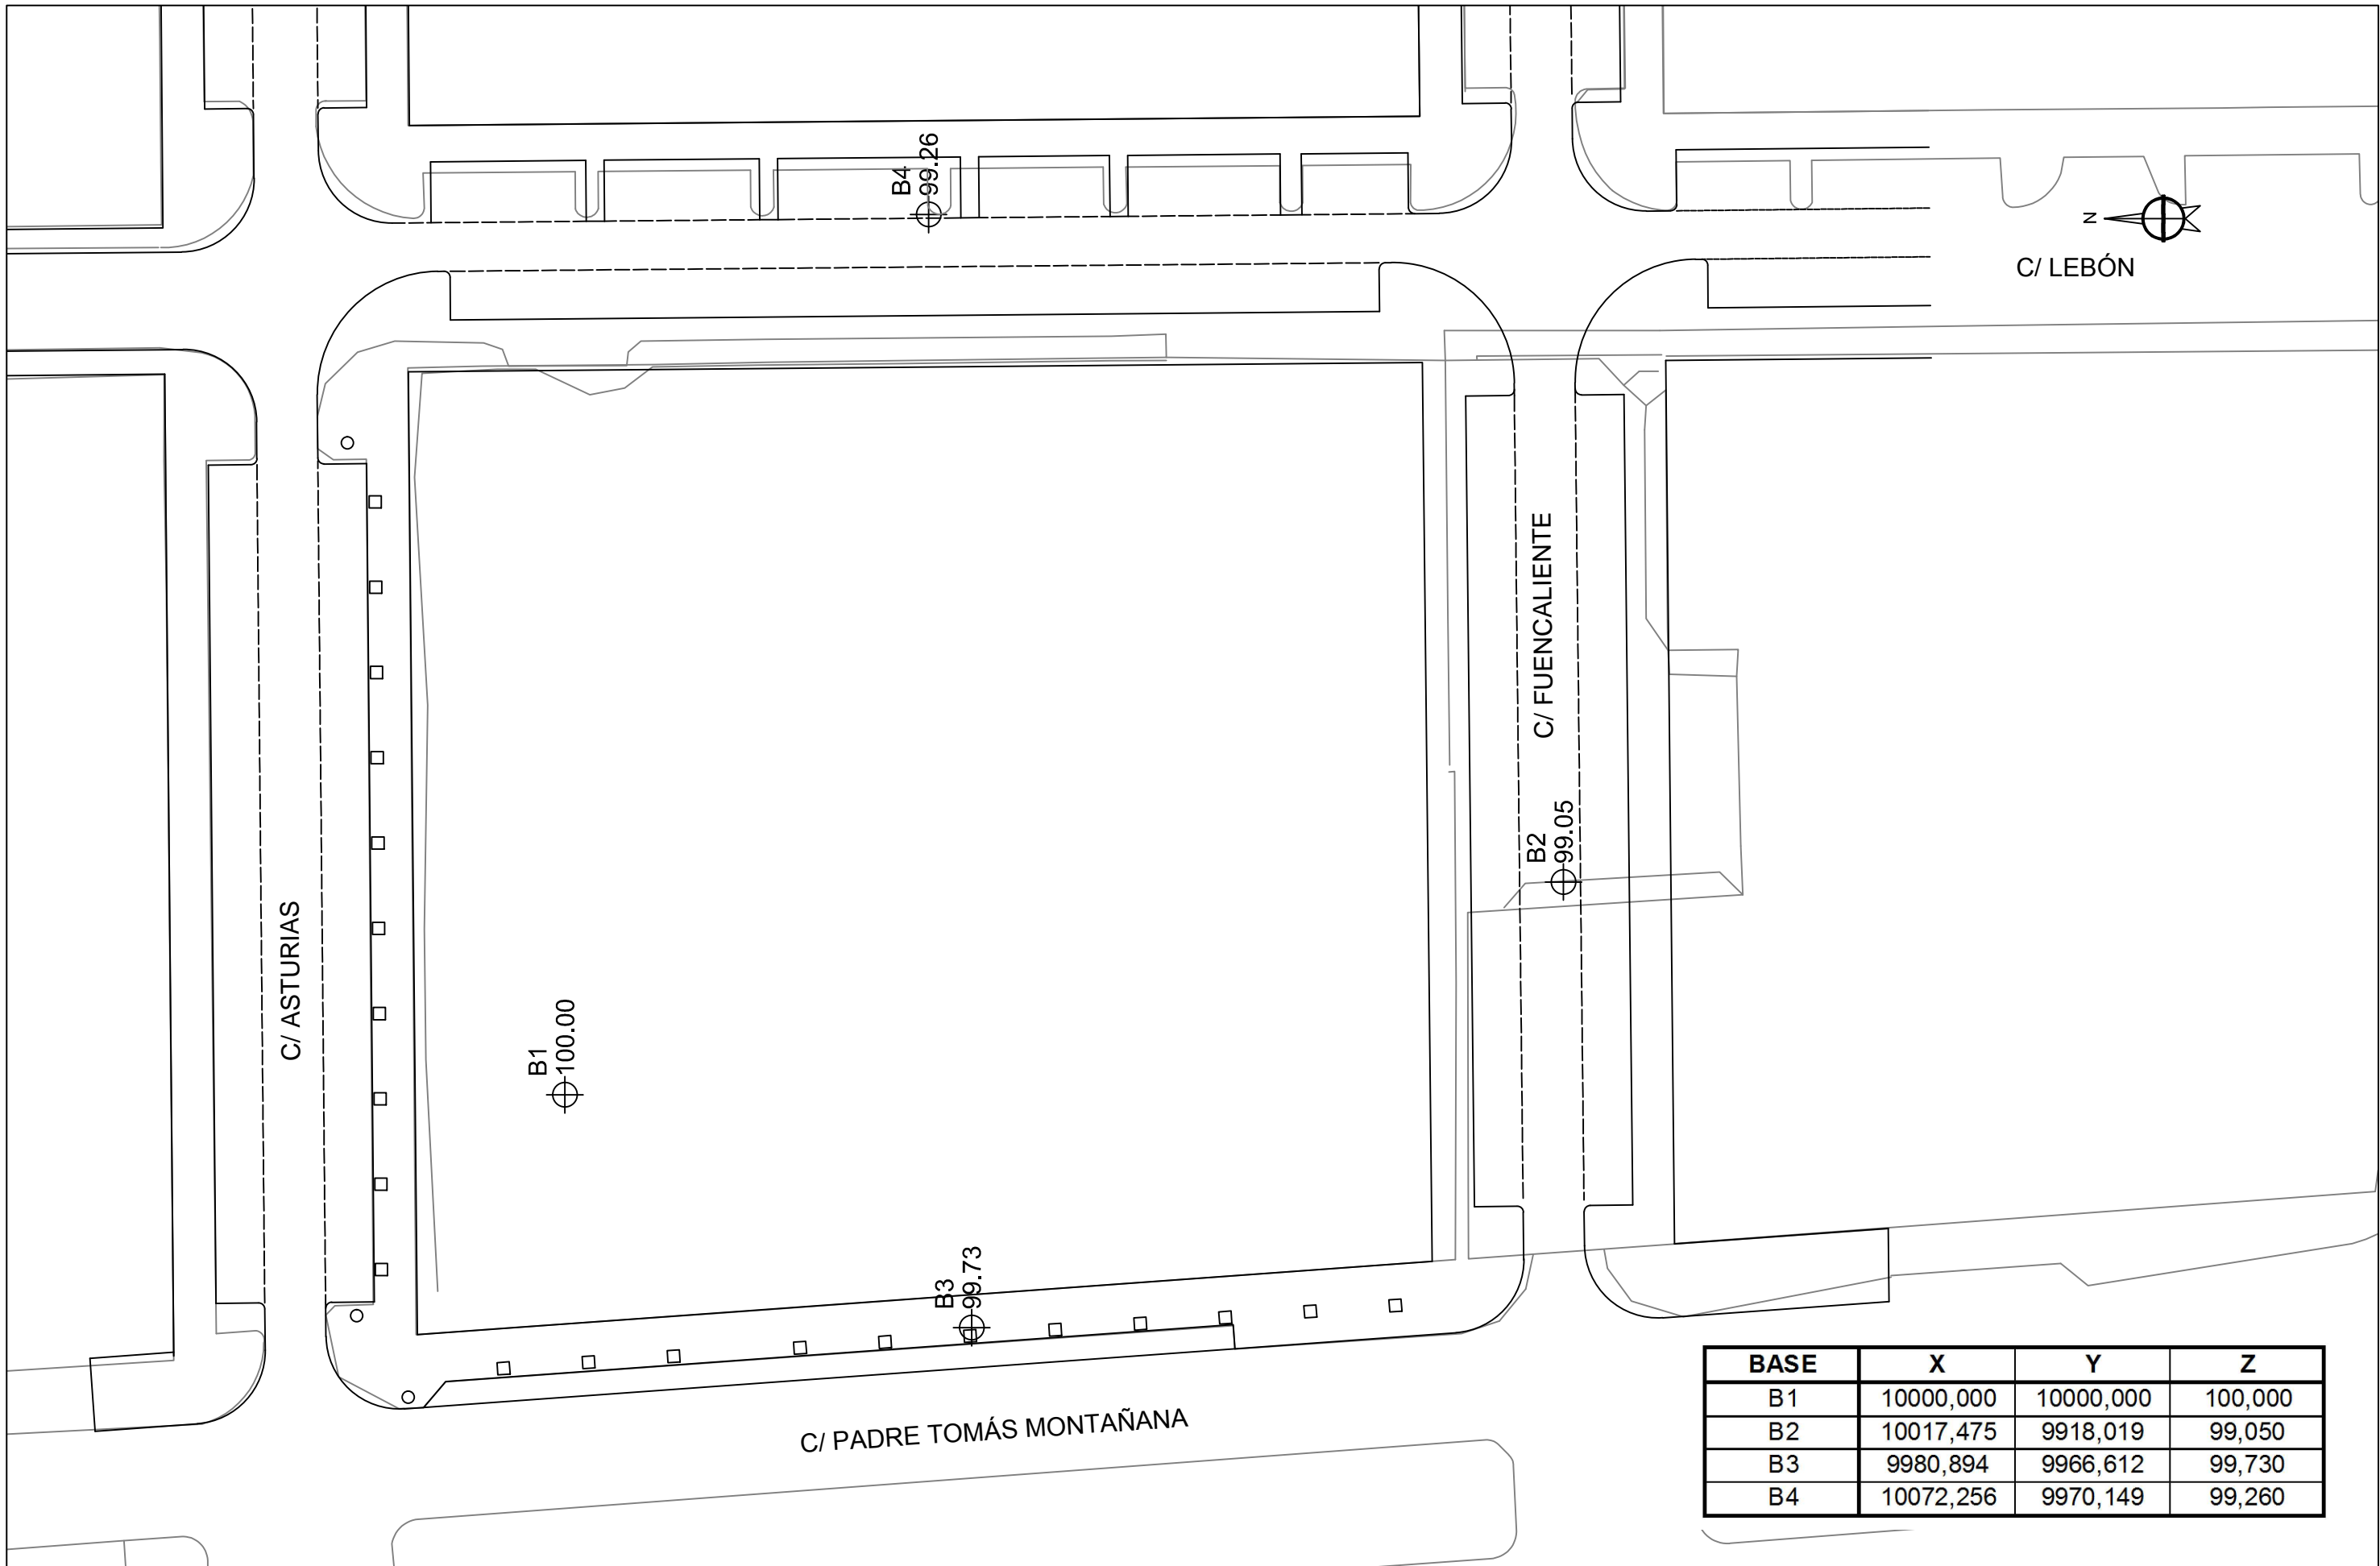 B4
99.26
N
C/ LEBÓN
C/ FUENCALIENTE
B2
99.05
C/ ASTURIAS
B1
100.00
B3
99.73
C/ PADRE TOMÁS MONTAÑANA
BASE X Y Z
B1 10000,000 10000,000 100,000
B2 10017,475 9918,019 99,050
B3 9980,894 9966,612 99,730
B4 10072,256 9970,149 99,260